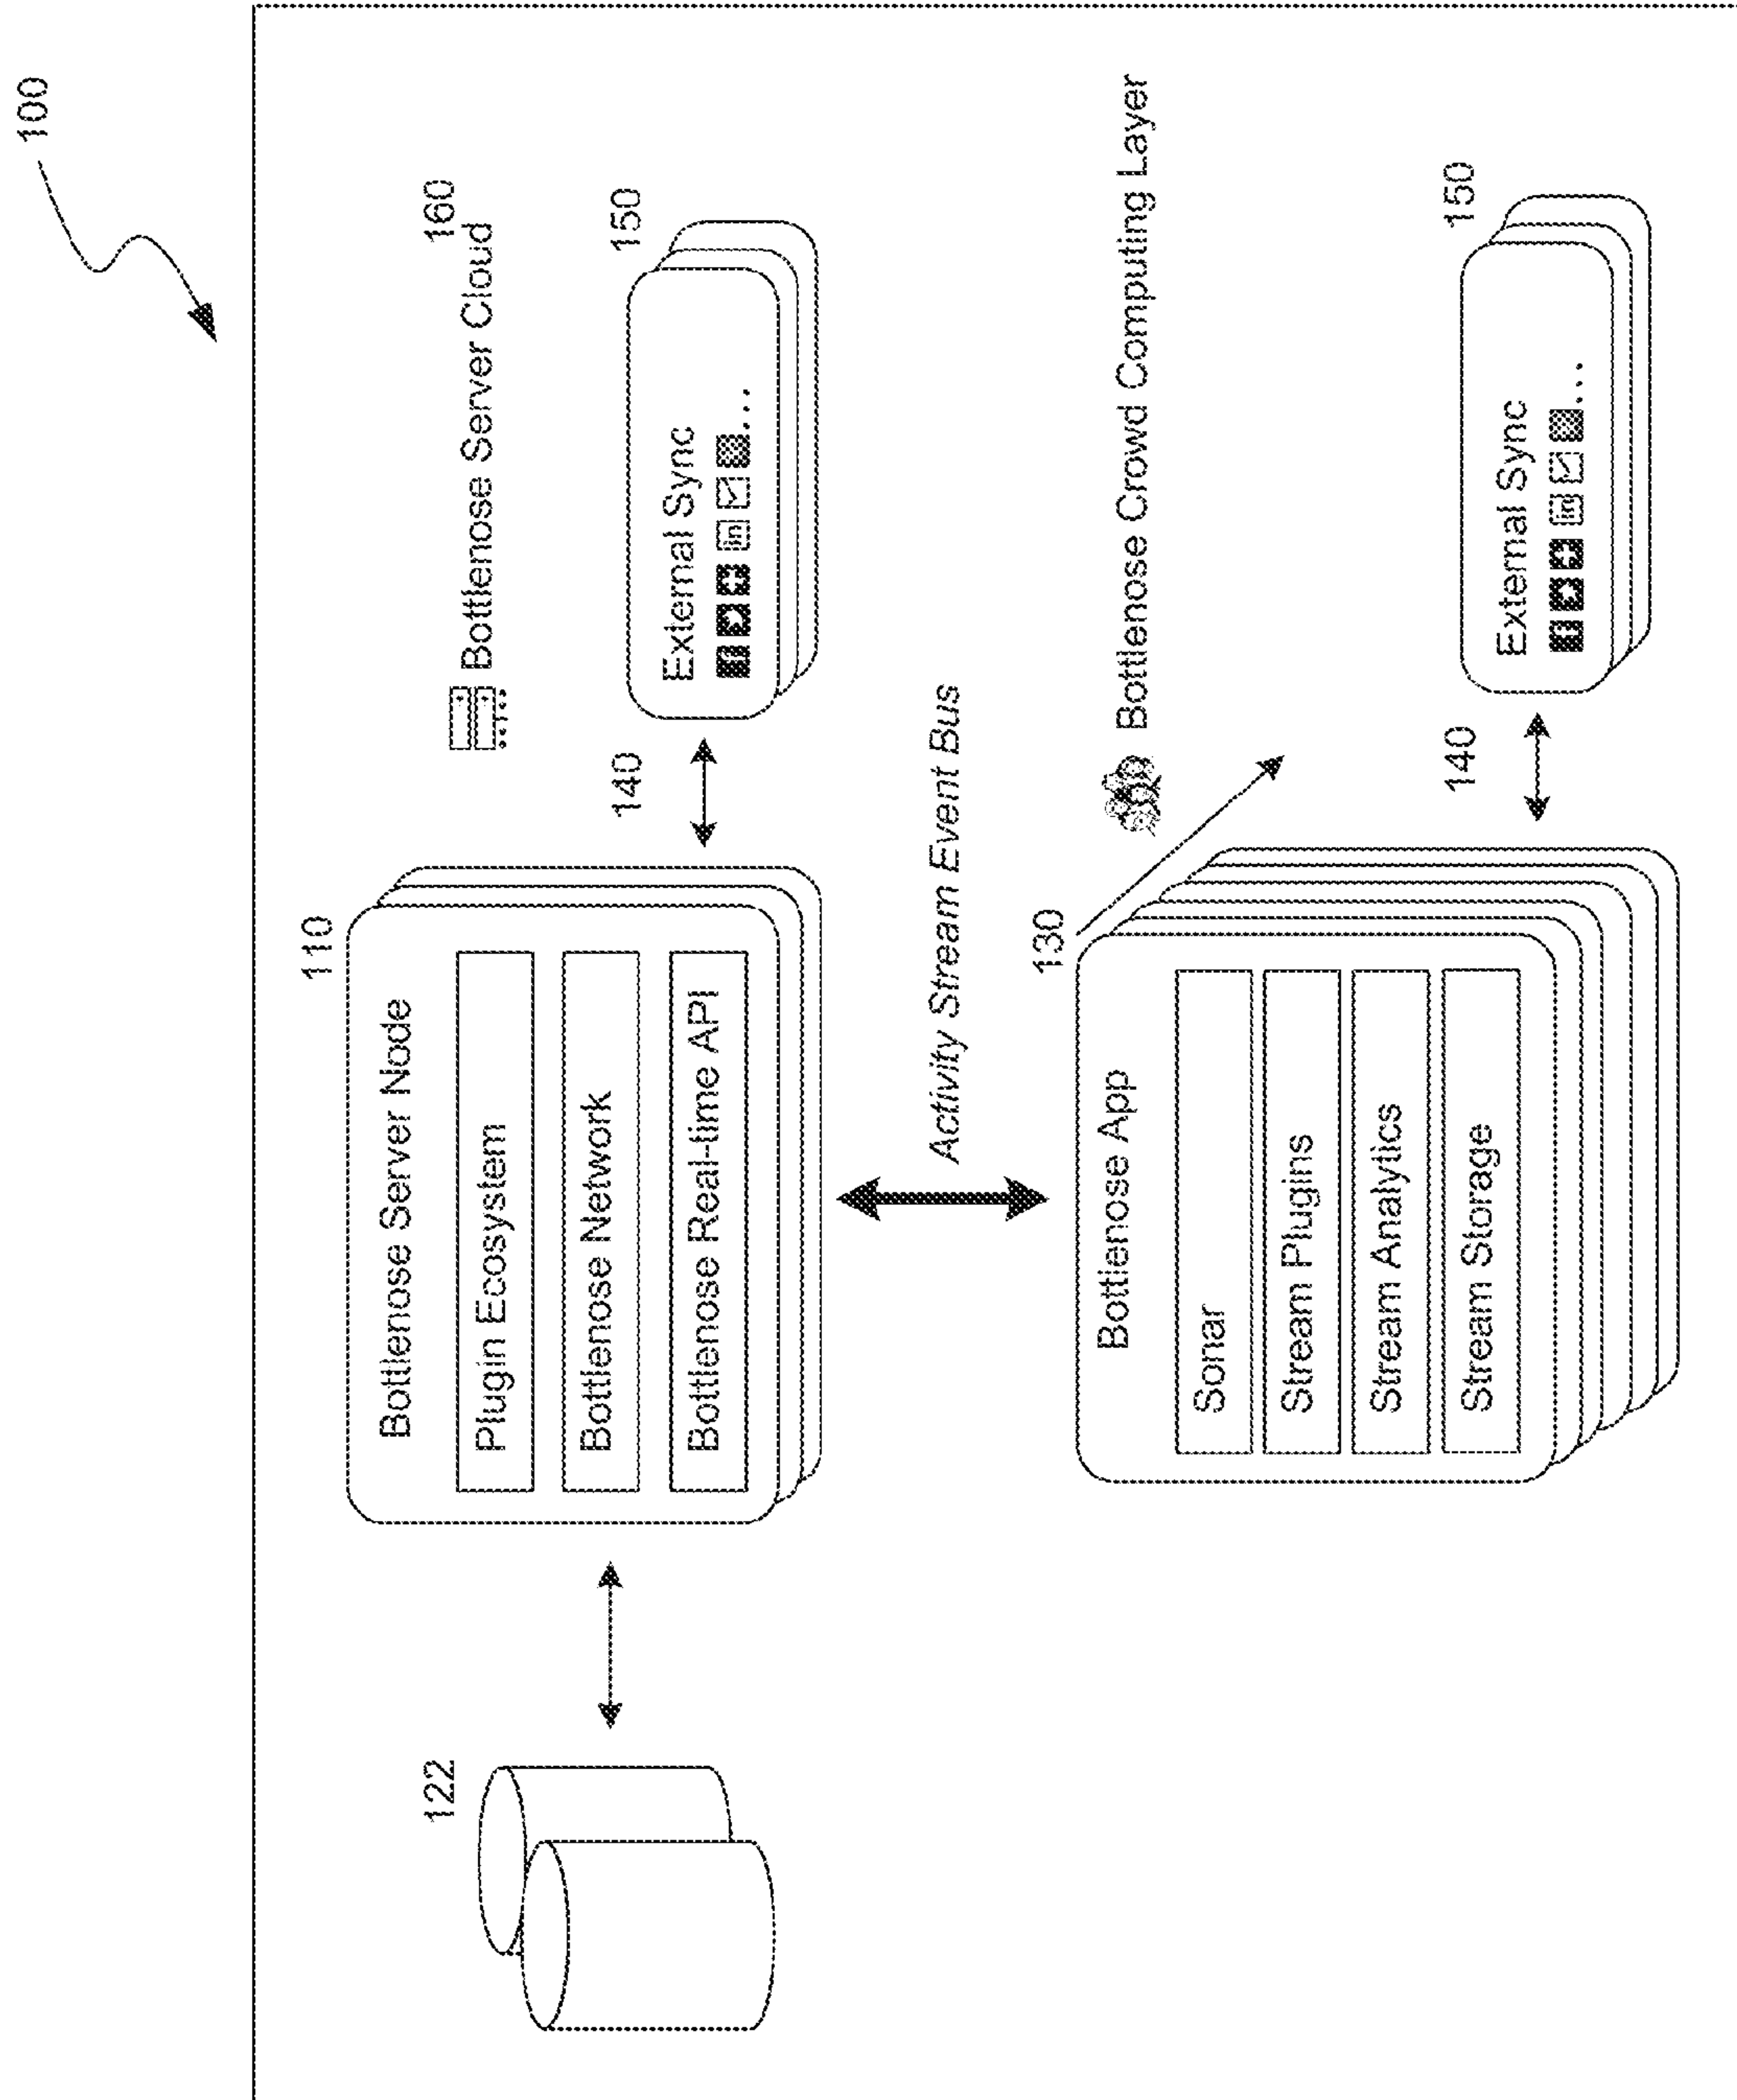 100
160
Bottlenose Server Cloud
122
110
Bottlenose Server Node
Plugin Ecosystem
Bottlenose Network
Bottlenose Real-time API
140
150
External Sync
in
...
Activity Stream Event Bus
Bottlenose Crowd Computing Layer
130
Bottlenose App
Sonar
Stream Plugins
Stream Analytics
Stream Storage
140
150
External Sync
in
...